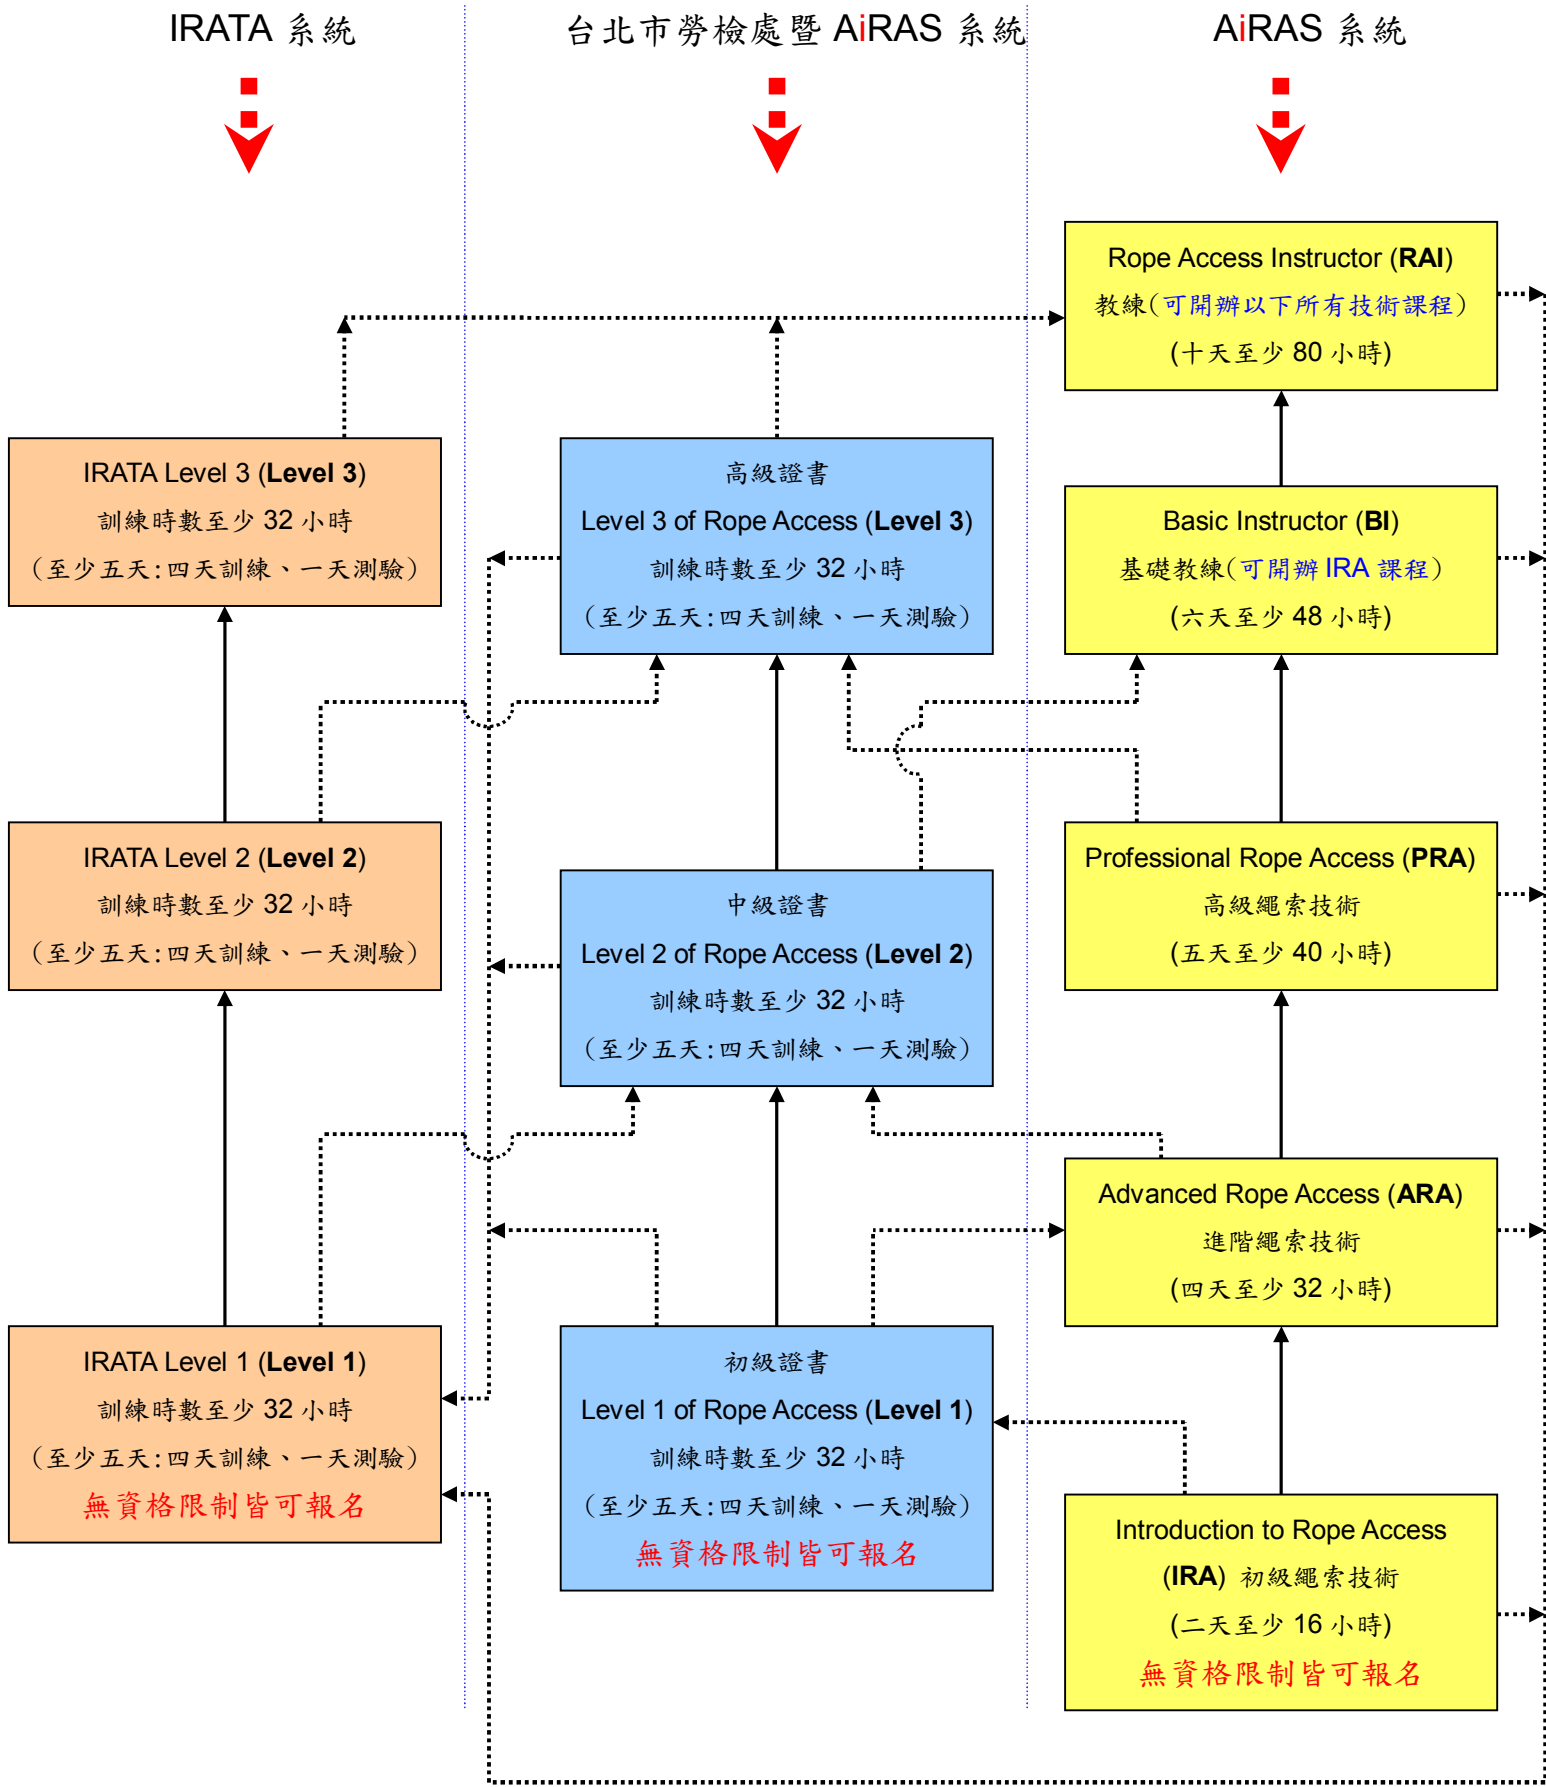 IRATA 系統
台北市勞檢處暨 AiRAS 系統
AiRAS 系統
Rope Access Instructor (RAI)
教練(可開辦以下所有技術課程)
(十天至少 80 小時)
IRATA Level 3 (Level 3)
訓練時數至少 32 小時
(至少五天:四天訓練、一天測驗)
高級證書
Level 3 of Rope Access (Level 3)
訓練時數至少 32 小時
(至少五天:四天訓練、一天測驗)
Basic Instructor (BI)
基礎教練(可開辦 IRA 課程)
(六天至少 48 小時)
IRATA Level 2 (Level 2)
訓練時數至少 32 小時
(至少五天:四天訓練、一天測驗)
中級證書
Level 2 of Rope Access (Level 2)
訓練時數至少 32 小時
(至少五天:四天訓練、一天測驗)
Professional Rope Access (PRA)
高級繩索技術
(五天至少 40 小時)
Advanced Rope Access (ARA)
進階繩索技術
(四天至少 32 小時)
IRATA Level 1 (Level 1)
訓練時數至少 32 小時
(至少五天:四天訓練、一天測驗)
無資格限制皆可報名
初級證書
Level 1 of Rope Access (Level 1)
訓練時數至少 32 小時
(至少五天:四天訓練、一天測驗)
無資格限制皆可報名
Introduction to Rope Access
(IRA) 初級繩索技術
(二天至少 16 小時)
無資格限制皆可報名